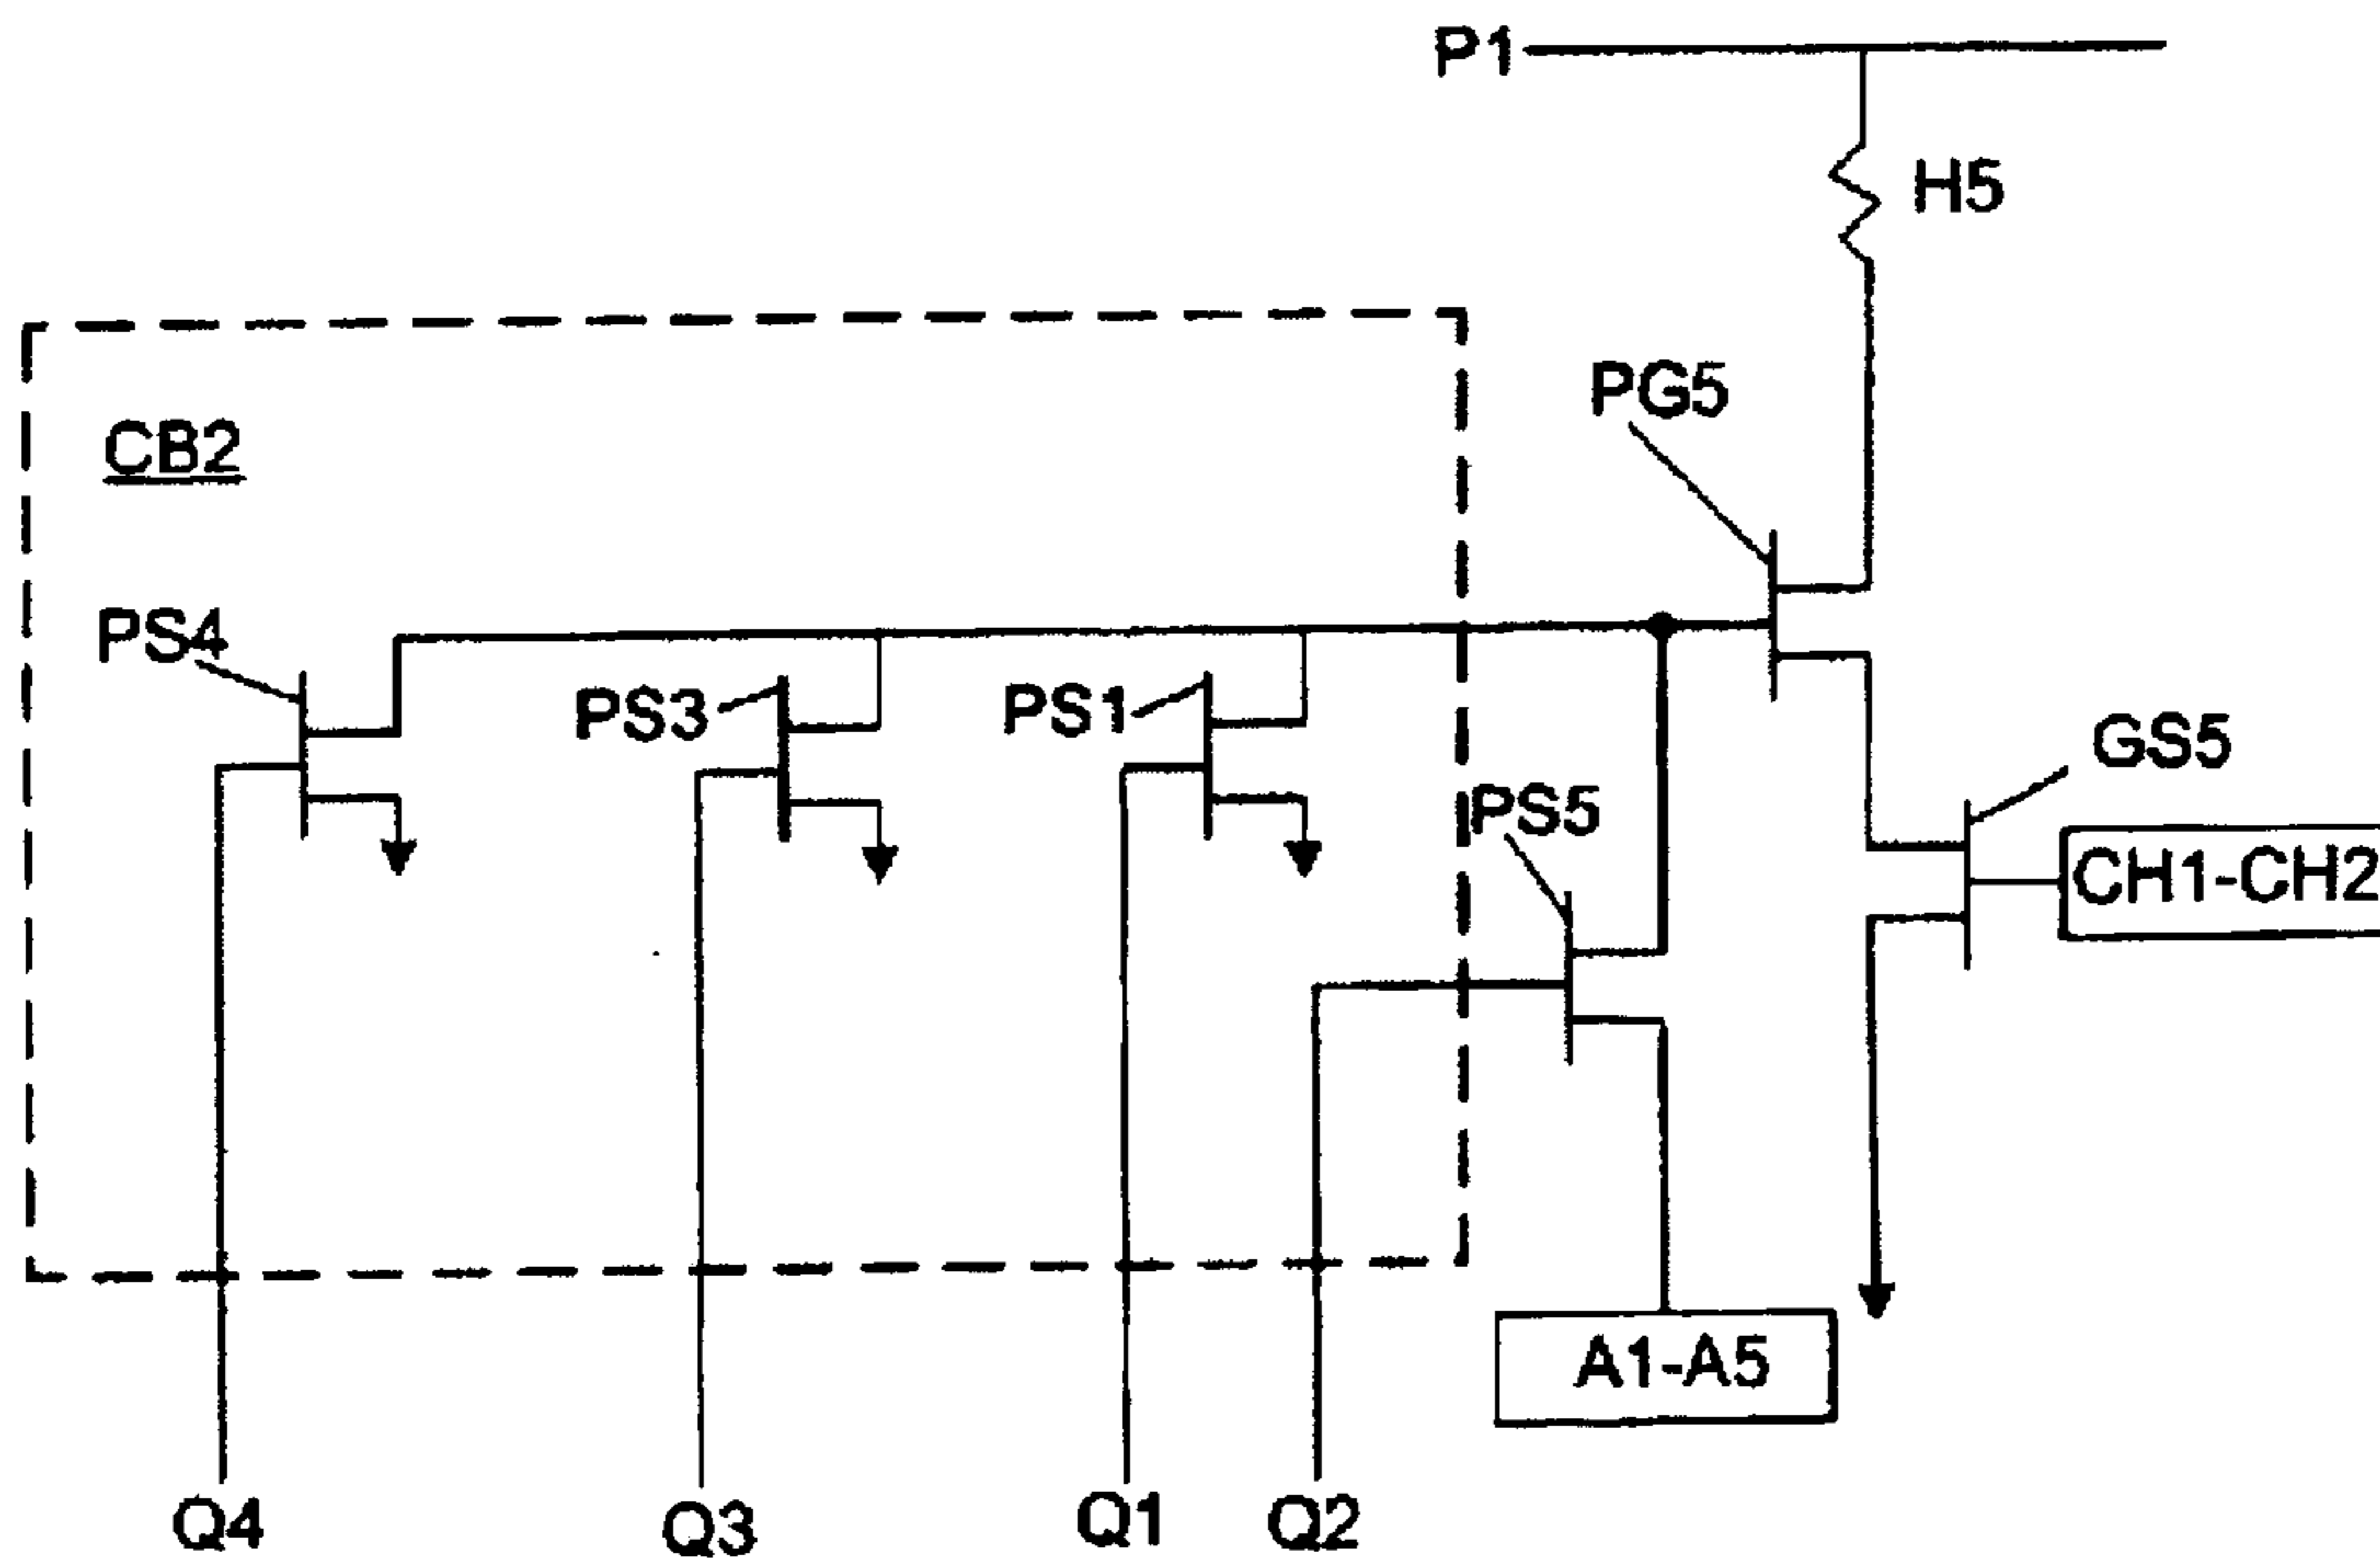 P1
H5
PG5
CB2
PS4
PS3
PS1
GS5
PS5
CH1-CH2
A1-A5
Q4
Q3
Q1
Q2